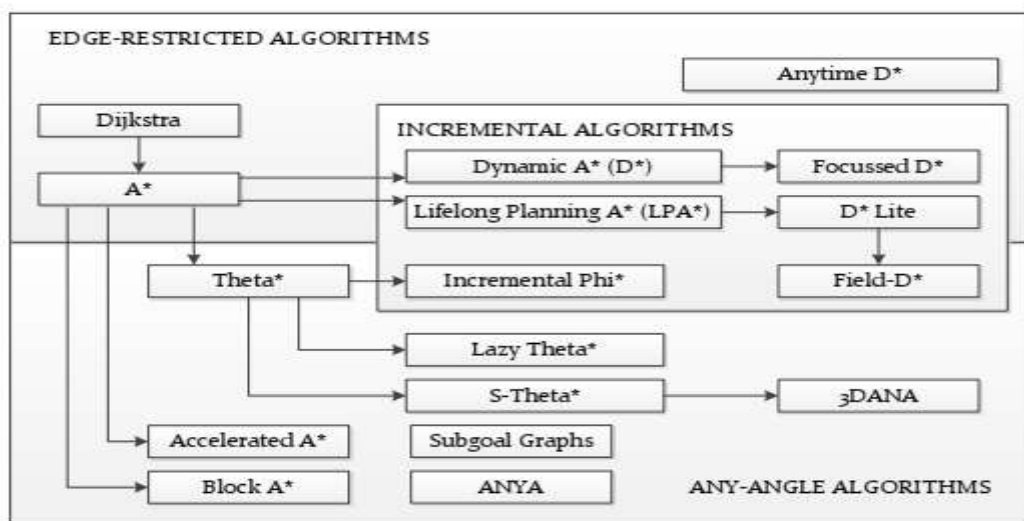 EDGE-RESTRICTED ALGORITHMS
Anytime D*
Dijkstra
INCREMENTAL ALGORITHMS
Dynamic A* (D*)
Focussed D*
A*
Lifelong Planning A* (LPA*)
D* Lite
Theta*
Incremental Phi*
Field-D*
Lazy Theta*
S-Theta*
3DANA
Accelerated A*
Subgoal Graphs
Block A*
ANYA
ANY-ANGLE ALGORITHMS